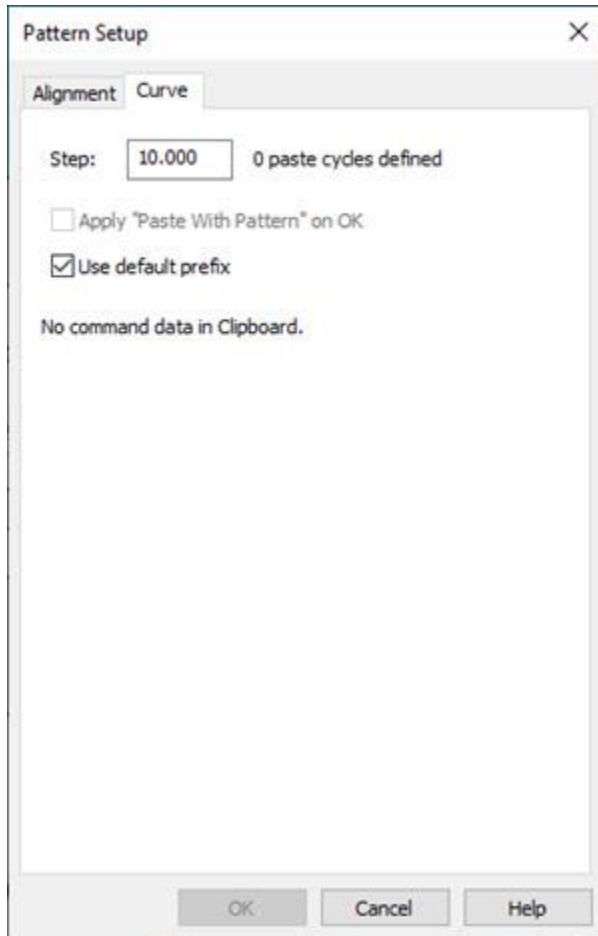 Pattern Setup
Alignment Curve
Step: 10.000 0 paste cycles defined
Apply "Paste With Pattern" on OK
Use default prefix
No command data in Clipboard.
OK Cancel Help